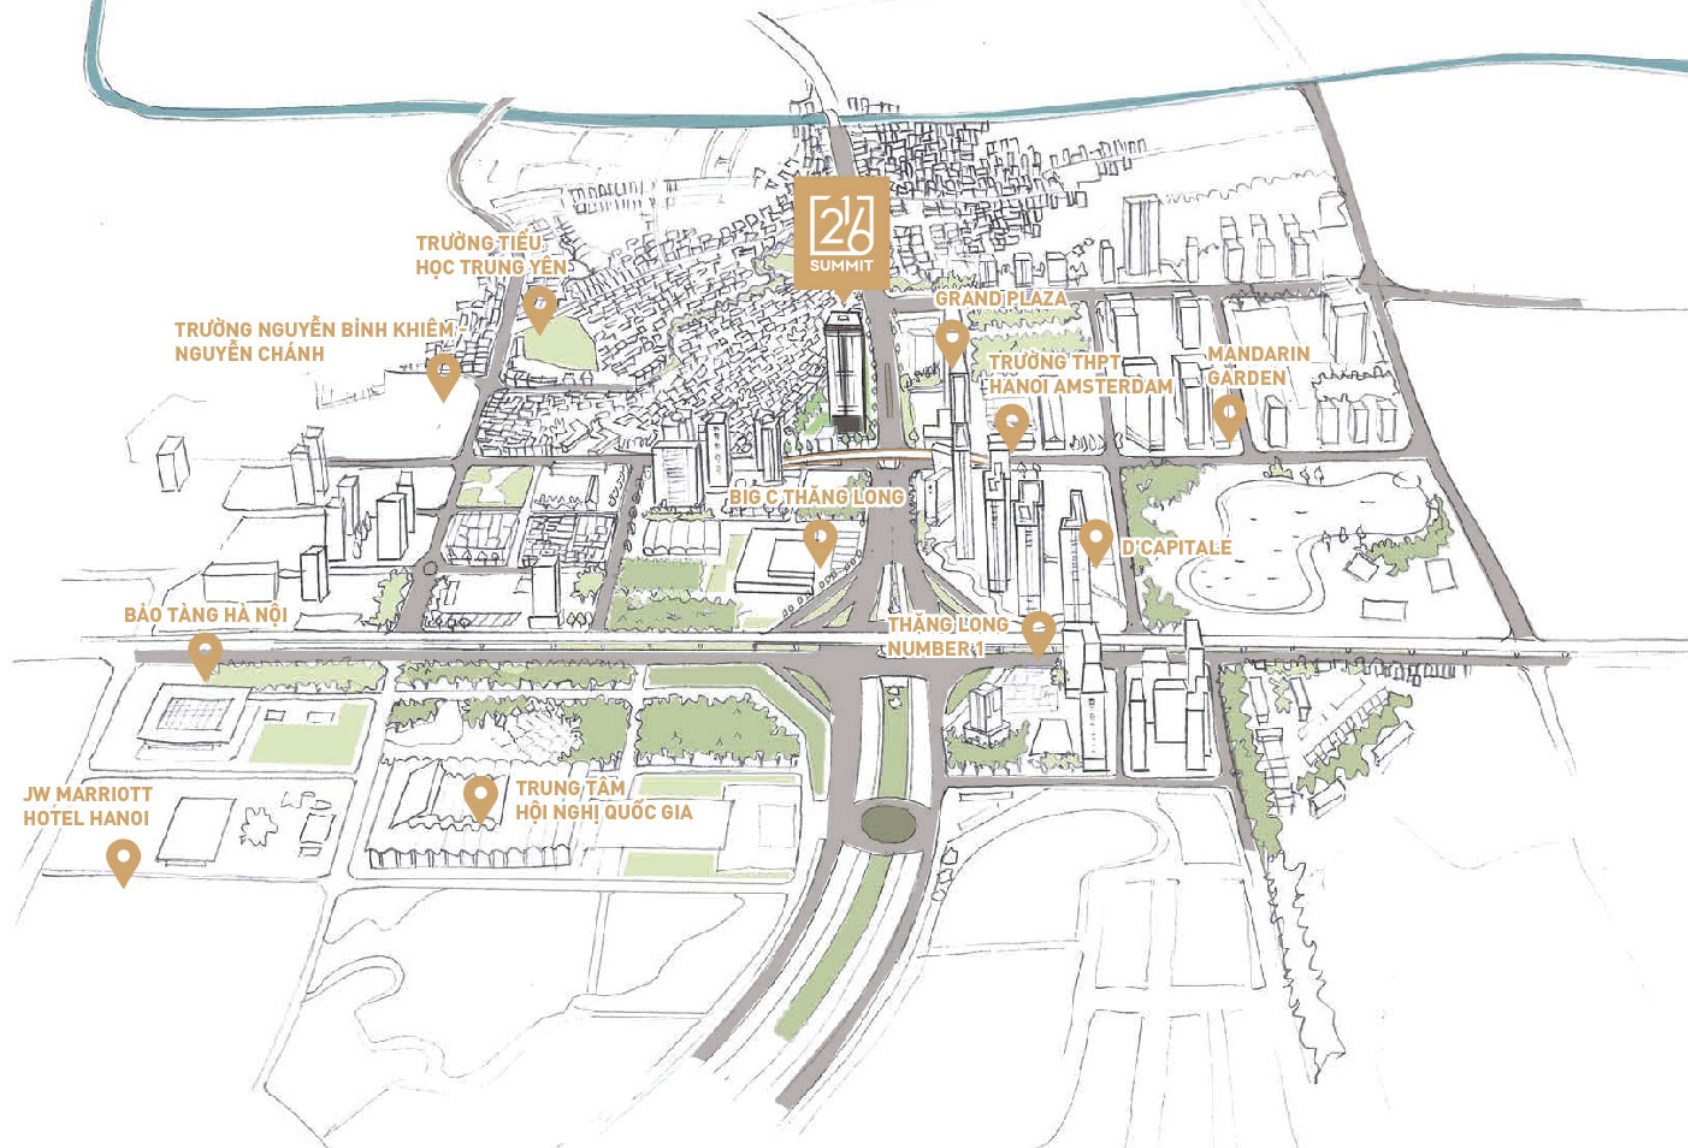 216
SUMMIT
TRƯỜNG TIỂU
HỌC TRUNG YÊN
GRAND PLAZA
TRƯỜNG NGUYỄN BỈNH KHIÊM -
NGUYỄN CHÁNH
TRƯỜNG THPT
HANOI AMSTERDAM
MANDARIN
GARDEN
BIG C THĂNG LONG
D'CAPITALE
BẢO TÀNG HÀ NỘI
THĂNG LONG
NUMBER 1
JW MARRIOTT
HOTEL HANOI
TRUNG TÂM
HỘI NGHỊ QUỐC GIA